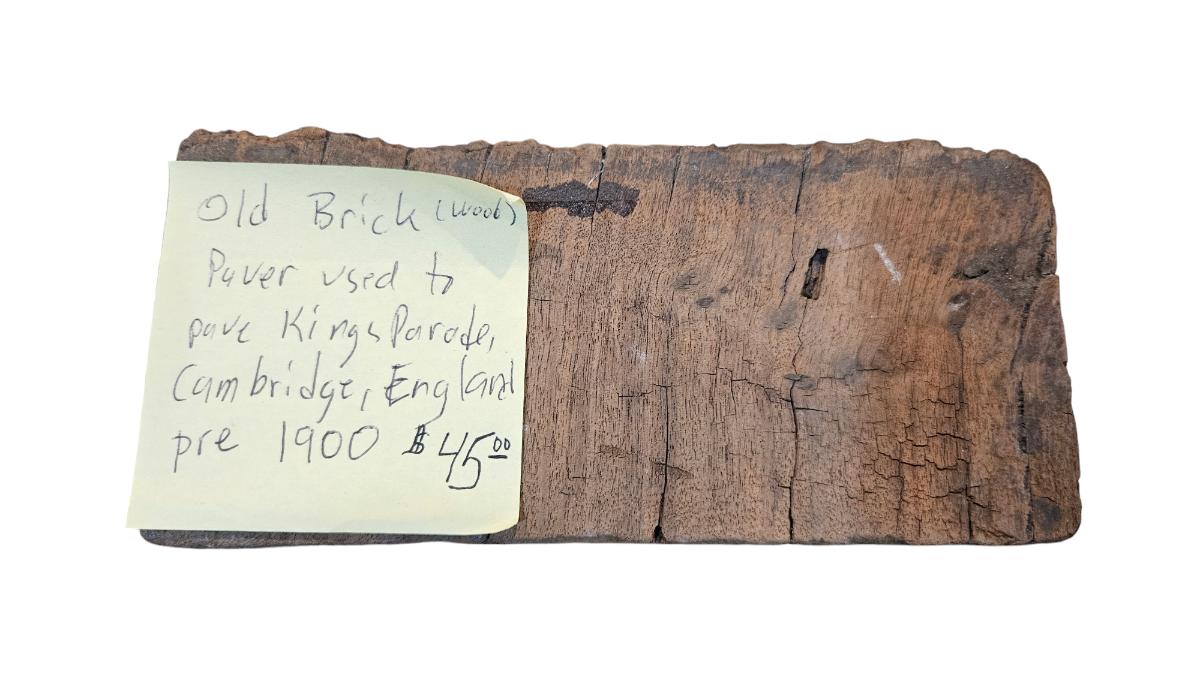 Old Brick (wood)
Paver used to
pave Kings Parade,
Cambridge, England
pre 1900 $45.00